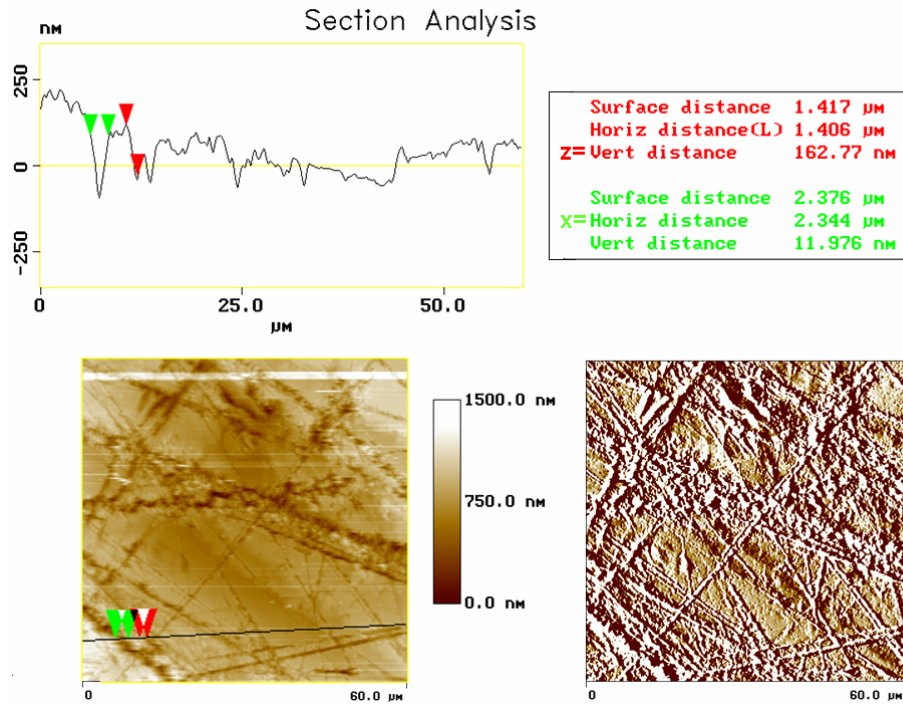 Section Analysis
nM
250
0
-250
0
25.0
50.0
µM
Surface distance 1.417 µM
Horiz distance(L) 1.406 µM
z= Vert distance 162.77 nM
Surface distance 2.376 µM
x= Horiz distance 2.344 µM
Vert distance 11.976 nM
1500.0 nM
750.0 nM
0.0 nM
0
60.0 µM
0
60.0 µM